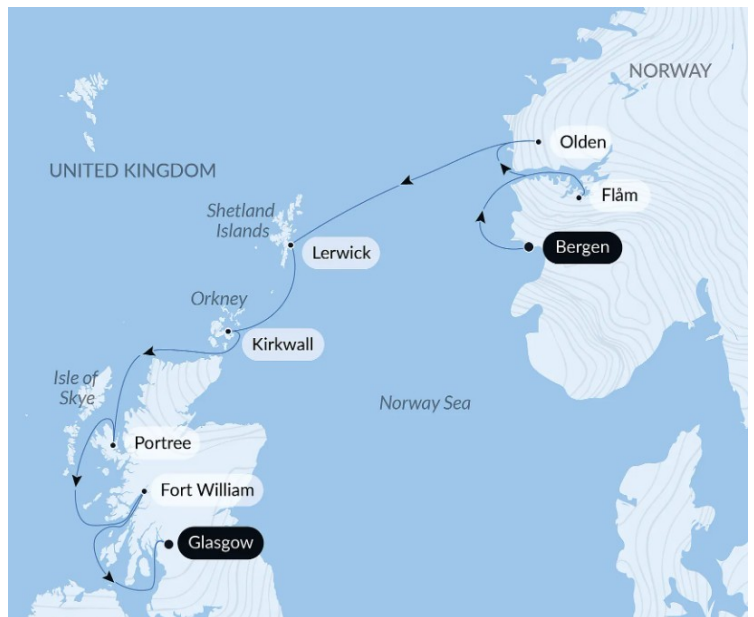 NORWAY
Olden
UNITED KINGDOM
Flåm
Shetland
Islands
Bergen
Lerwick
Orkney
Kirkwall
Isle of
Skye
Norway Sea
Portree
Fort William
Glasgow